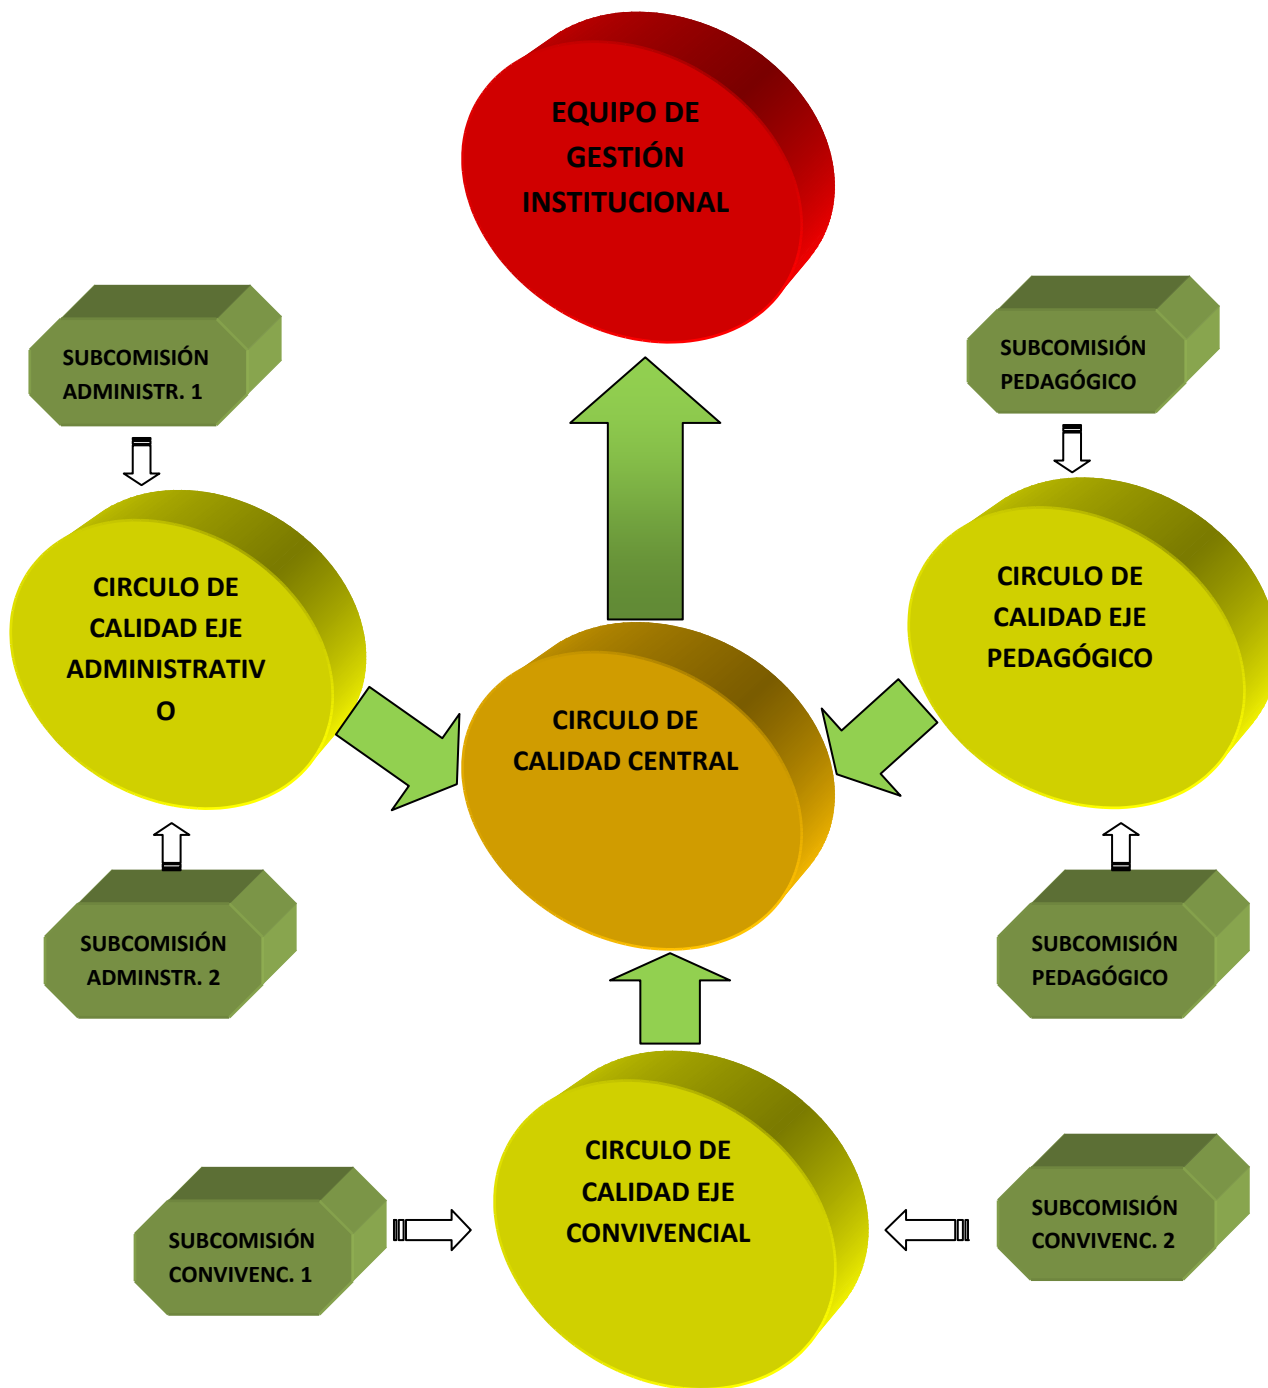 EQUIPO DE
GESTIÓN
INSTITUCIONAL
SUBCOMISIÓN
ADMINISTR. 1
SUBCOMISIÓN
PEDAGÓGICO
CIRCULO DE
CALIDAD EJE
ADMINISTRATIV
O
CIRCULO DE
CALIDAD EJE
PEDAGÓGICO
CIRCULO DE
CALIDAD CENTRAL
SUBCOMISIÓN
ADMINSTR. 2
SUBCOMISIÓN
PEDAGÓGICO
CIRCULO DE
CALIDAD EJE
CONVIVENCIAL
SUBCOMISIÓN
CONVIVENC. 1
SUBCOMISIÓN
CONVIVENC. 2